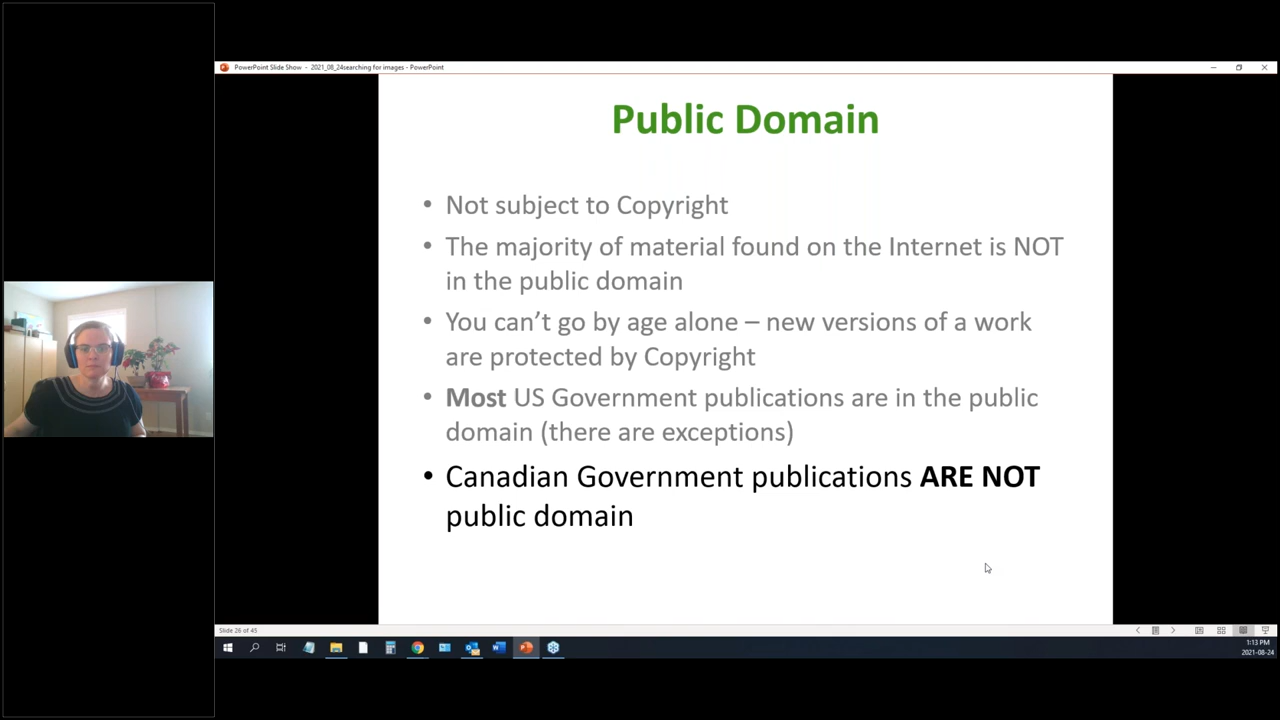 PowerPoint Slide Show - 2021_08_24searching for images - PowerPoint
Public Domain
• Not subject to Copyright
• The majority of material found on the Internet is NOT
in the public domain
• You can’t go by age alone – new versions of a work
are protected by Copyright
• Most US Government publications are in the public
domain (there are exceptions)
• Canadian Government publications ARE NOT
public domain
Slide 26 of 45
1:13 PM
2021-08-24